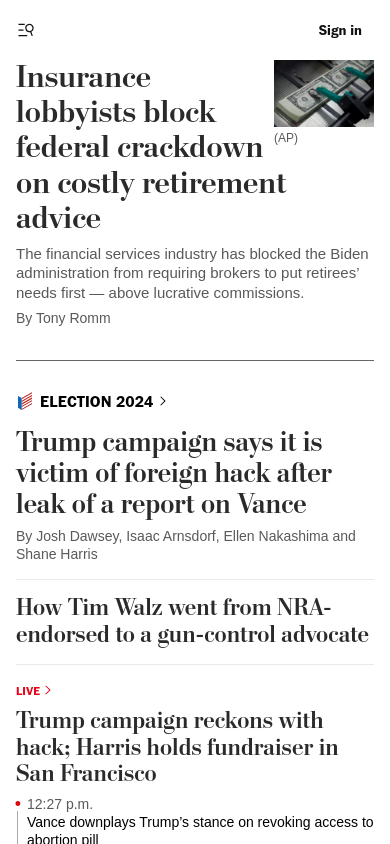 Sign in
Insurance
lobbyists block
federal crackdown
on costly retirement
advice
(AP)
The financial services industry has blocked the Biden
administration from requiring brokers to put retirees’
needs first — above lucrative commissions.
By Tony Romm
ELECTION 2024
Trump campaign says it is
victim of foreign hack after
leak of a report on Vance
By Josh Dawsey, Isaac Arnsdorf, Ellen Nakashima and
Shane Harris
How Tim Walz went from NRA-
endorsed to a gun-control advocate
LIVE
Trump campaign reckons with
hack; Harris holds fundraiser in
San Francisco
12:27 p.m.
Vance downplays Trump’s stance on revoking access to
abortion pill